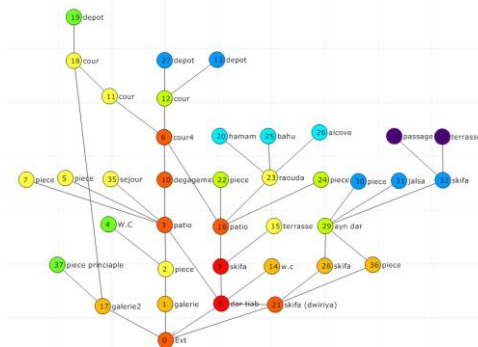 19 depot
18 cour
27 depot
13 depot
11 cour
12 cour
6 cour4
20 hamam
25 bahu
26 alcove
passage
terrasse
7 piece
5 piece
35 sejour
10 degageme
22 piece
23 raouda
24 piece
30 piece
31 jalsa
32 skifa
4 W.C
3 patio
16 patio
15 terrasse
29 ayn dar
37 piece principale
2 piece
9 skifa
14 w.c
28 skifa
36 piece
17 galerie2
1 galerie
8 dar tiab
21 skifa (dwiriya)
0 Ext